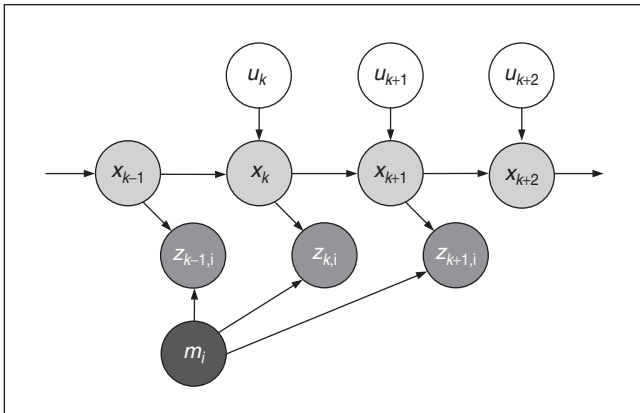 u_k u_{k+1} u_{k+2}
x_{k–1} x_k x_{k+1} x_{k+2}
z_{k–1,i} z_{k,i} z_{k+1,i}
m_i